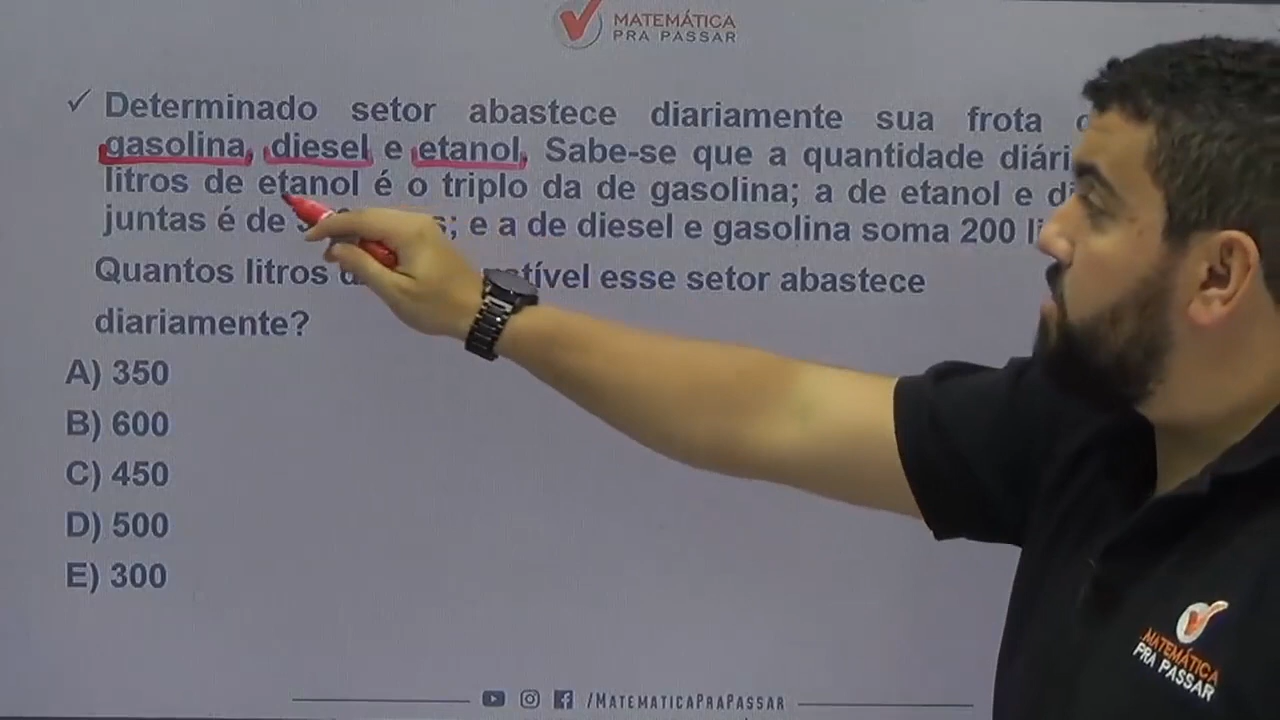 MATEMÁTICA
PRA PASSAR
✓ Determinado setor abastece diariamente sua frota
gasolina, diesel e etanol. Sabe-se que a quantidade
litros de etanol é o triplo da de gasolina; a de etanol e
juntas é de e a de diesel e gasolina soma 200
Quantos litros esse setor abastece
diariamente?
A) 350
B) 600
C) 450
D) 500
E) 300
MATEMÁTICA
PRA PASSAR
/MATEMATICAPRAPASSAR